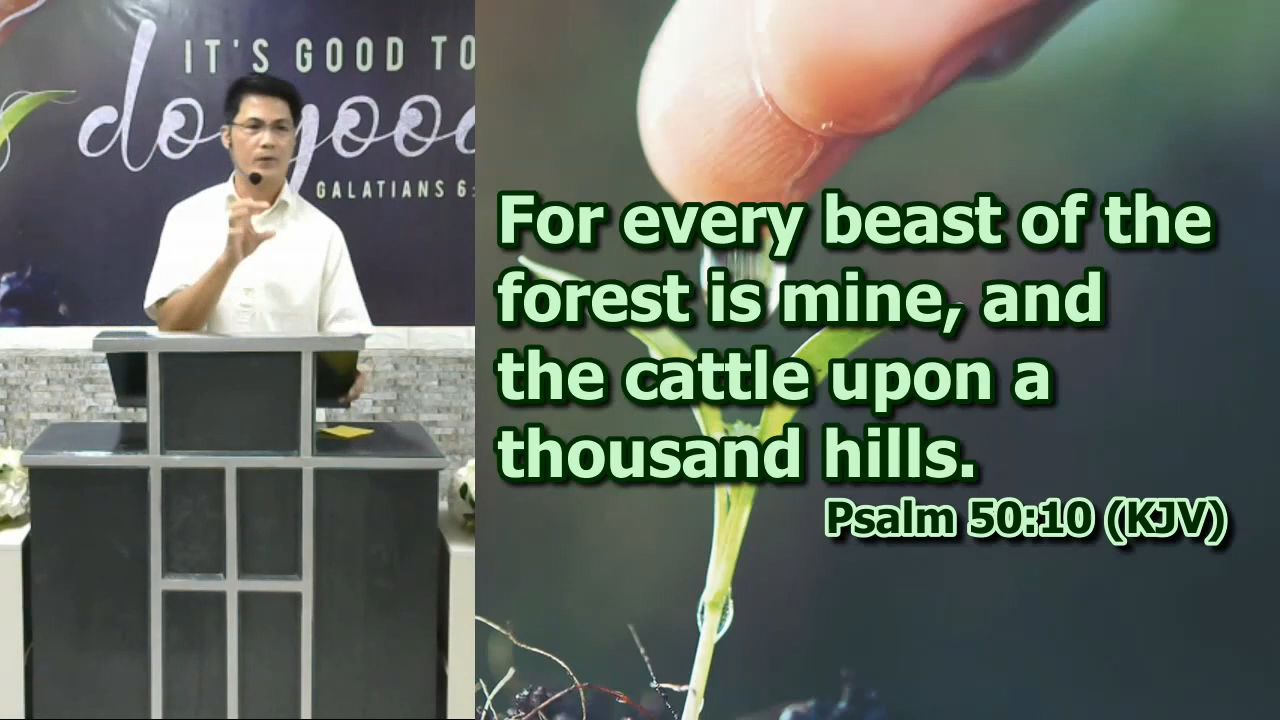 IT'S GOOD TO
do good
GALATIANS 6:
For every beast of the
forest is mine, and
the cattle upon a
thousand hills.
Psalm 50:10 (KJV)